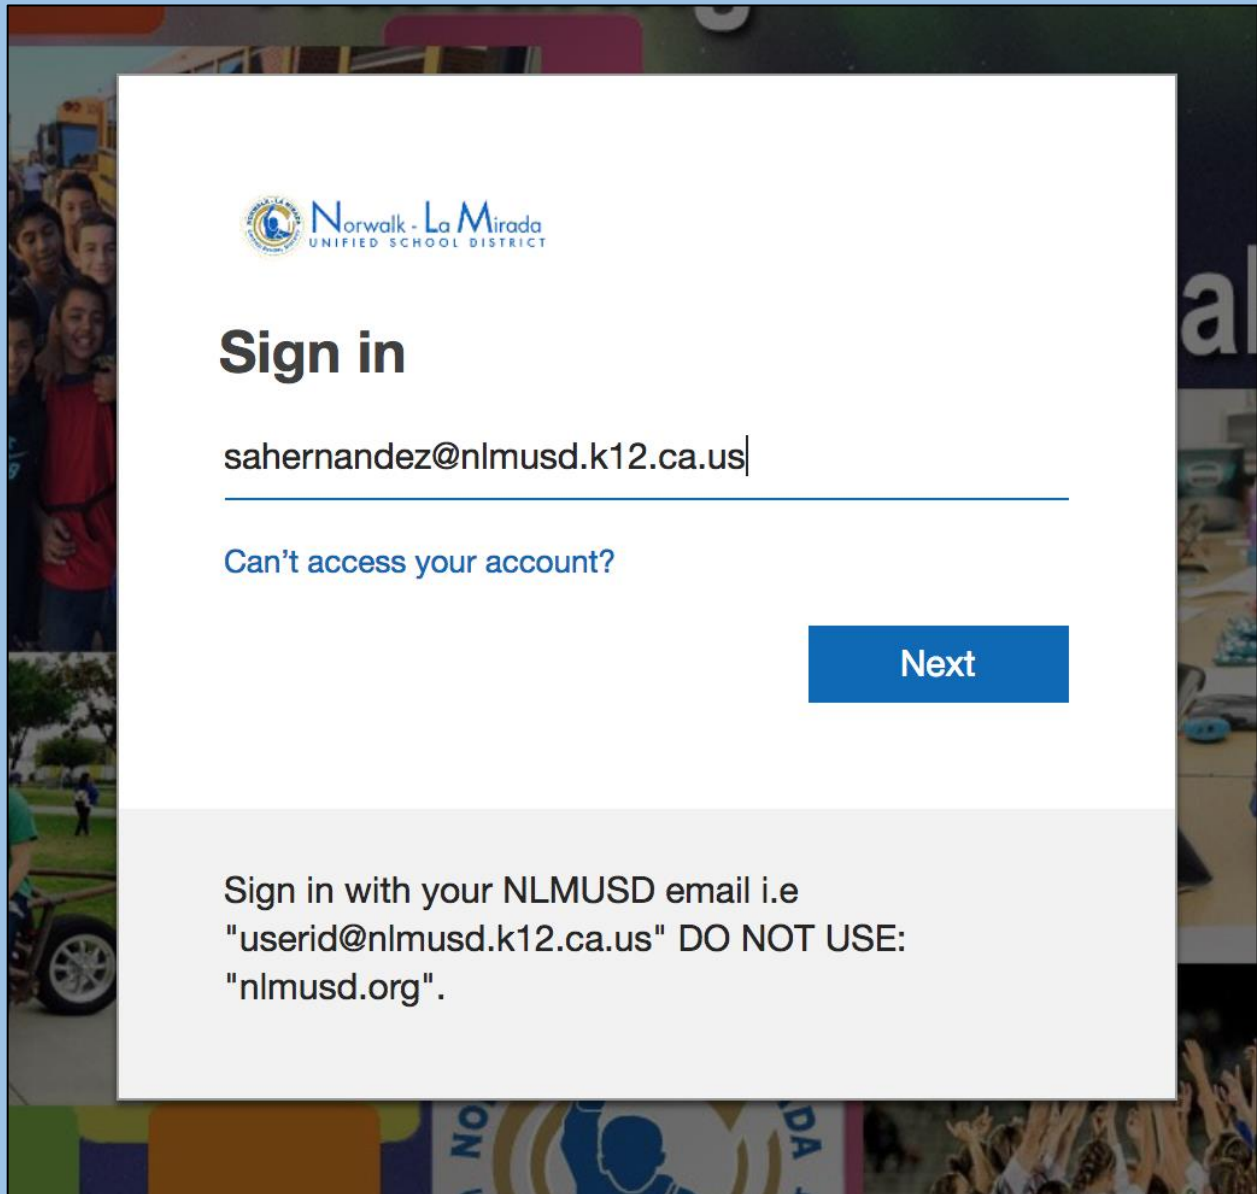 Norwalk - La Mirada
UNIFIED SCHOOL DISTRICT
Sign in
sahernandez@nlmusd.k12.ca.us
Can't access your account?
Next
Sign in with your NLMUSD email i.e
"userid@nlmusd.k12.ca.us" DO NOT USE:
"nlmusd.org".